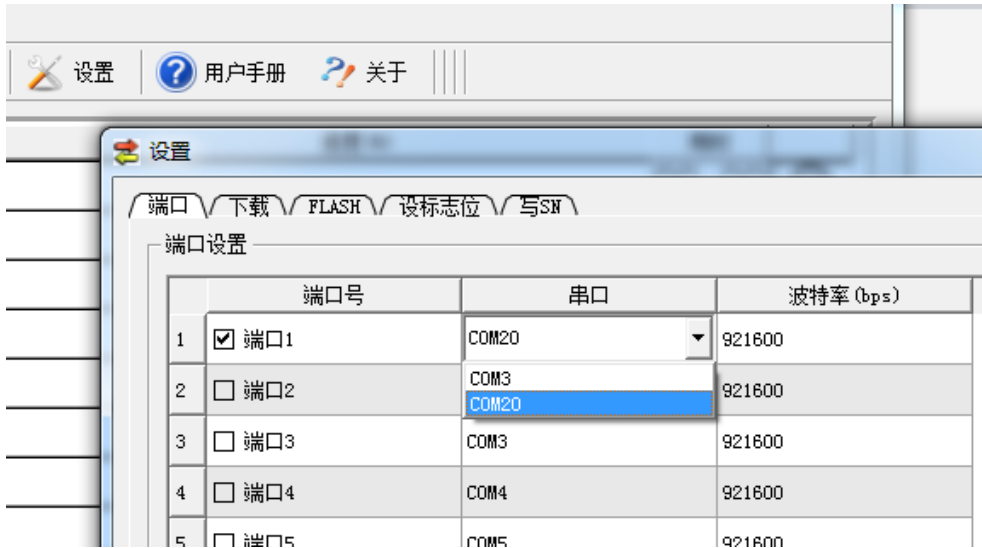 设置 用户手册 关于
设置
端口 下载 FLASH 设标志位 写SN
端口设置
端口号 串口 波特率(bps)
1 端口1 COM20 921600
COM3
2 端口2 921600
COM20
3 端口3 COM3 921600
4 端口4 COM4 921600
5 端口5 COM5 921600